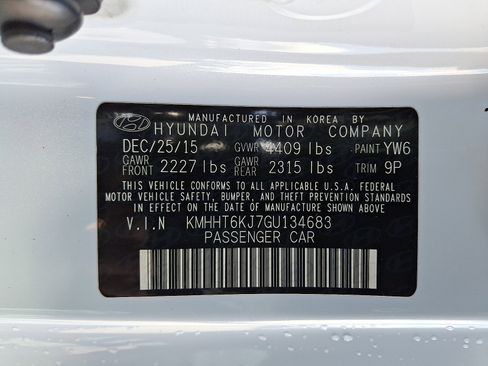 MANUFACTURED IN KOREA BY
HYUNDAI MOTOR COMPANY
DEC/25/15 GVWR 4409 lbs PAINT YW6
GAWR FRONT 2227 lbs GAWR REAR 2315 lbs TRIM 9P
THIS VEHICLE CONFORMS TO ALL APPLICABLE U.S.A. FEDERAL
MOTOR VEHICLE SAFETY, BUMPER, AND THEFT PREVENTION
STANDARDS IN EFFECT ON THE DATE OF MANUFACTURE SHOWN ABOVE.
V.I.N KMHHT6KJ7GU134683
PASSENGER CAR